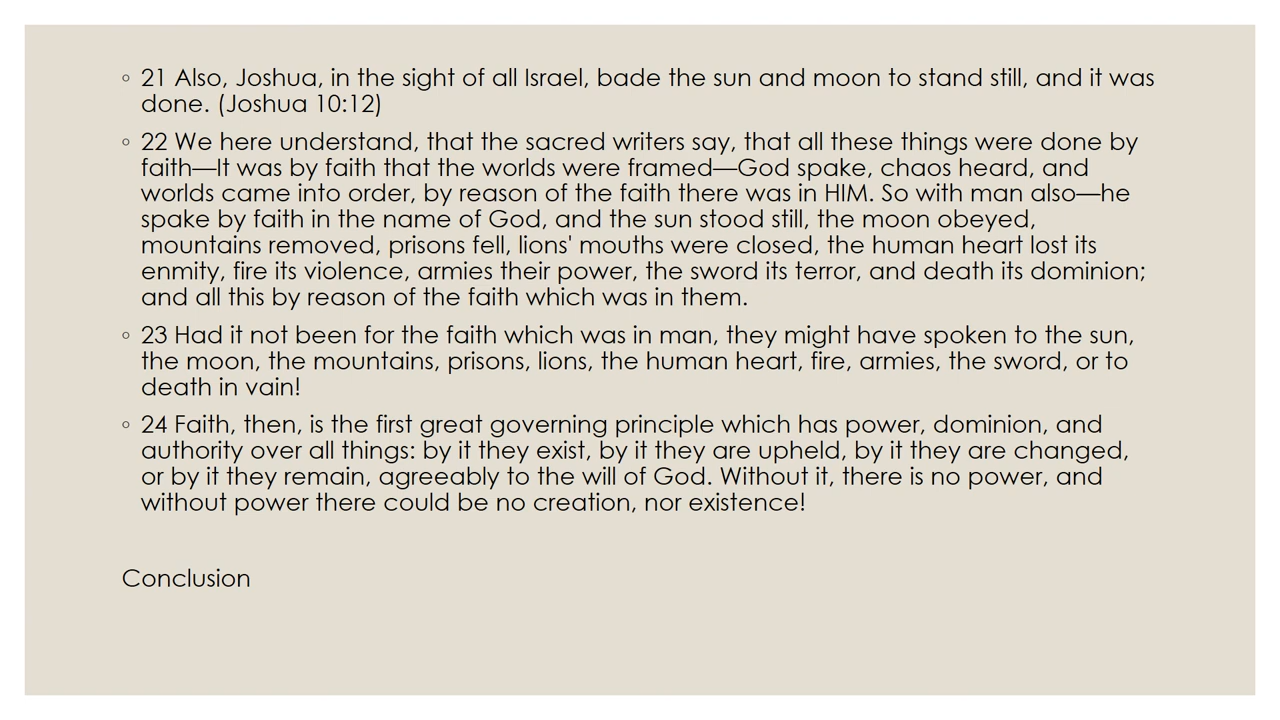 ◦ 21 Also, Joshua, in the sight of all Israel, bade the sun and moon to stand still, and it was
done. (Joshua 10:12)
◦ 22 We here understand, that the sacred writers say, that all these things were done by
faith—It was by faith that the worlds were framed—God spake, chaos heard, and
worlds came into order, by reason of the faith there was in HIM. So with man also—he
spake by faith in the name of God, and the sun stood still, the moon obeyed,
mountains removed, prisons fell, lions' mouths were closed, the human heart lost its
enmity, fire its violence, armies their power, the sword its terror, and death its dominion;
and all this by reason of the faith which was in them.
◦ 23 Had it not been for the faith which was in man, they might have spoken to the sun,
the moon, the mountains, prisons, lions, the human heart, fire, armies, the sword, or to
death in vain!
◦ 24 Faith, then, is the first great governing principle which has power, dominion, and
authority over all things: by it they exist, by it they are upheld, by it they are changed,
or by it they remain, agreeably to the will of God. Without it, there is no power, and
without power there could be no creation, nor existence!
Conclusion